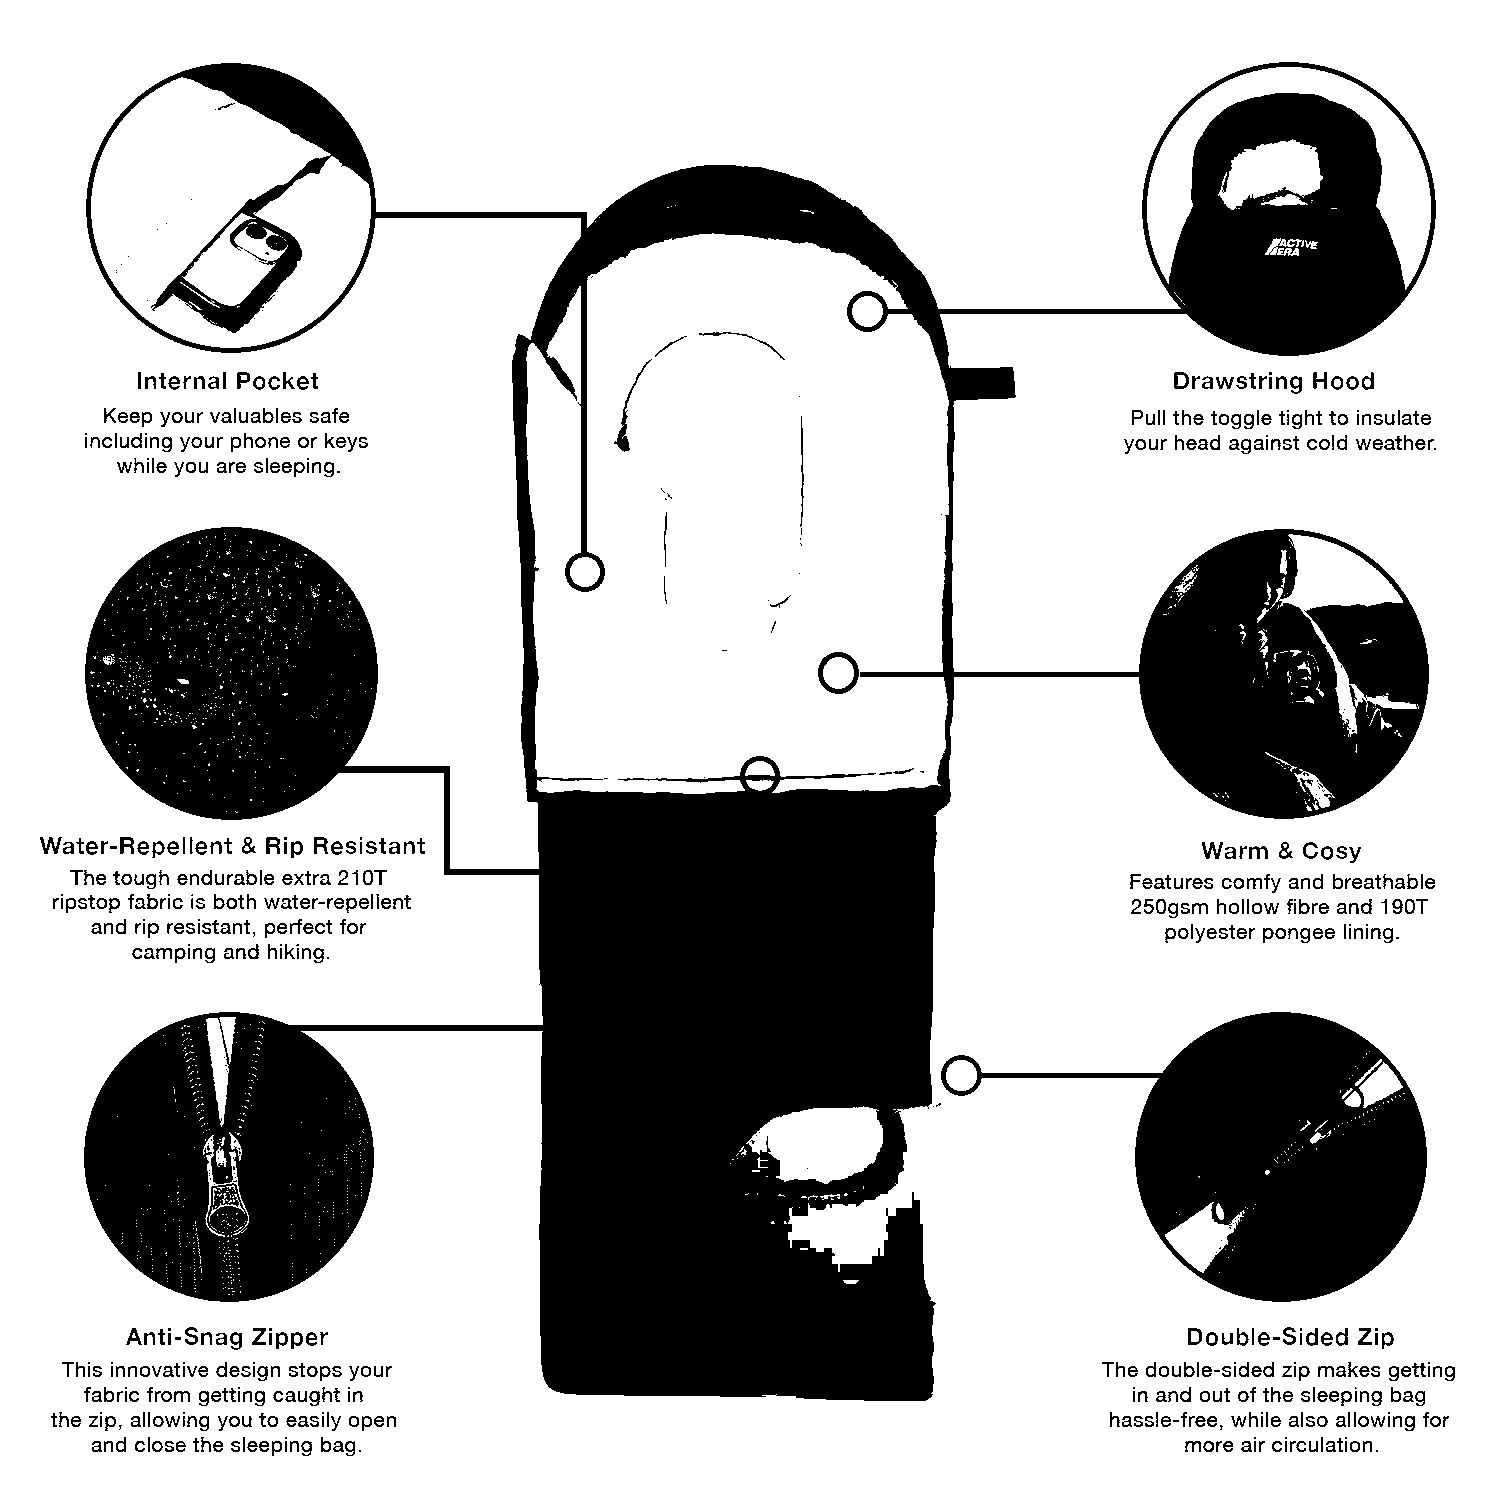 ACTIVE
ERA
Internal Pocket
Keep your valuables safe
including your phone or keys
while you are sleeping.
Drawstring Hood
Pull the toggle tight to insulate
your head against cold weather.
Water-Repellent & Rip Resistant
The tough endurable extra 210T
ripstop fabric is both water-repellent
and rip resistant, perfect for
camping and hiking.
Warm & Cosy
Features comfy and breathable
250gsm hollow fibre and 190T
polyester pongee lining.
Anti-Snag Zipper
This innovative design stops your
fabric from getting caught in
the zip, allowing you to easily open
and close the sleeping bag.
Double-Sided Zip
The double-sided zip makes getting
in and out of the sleeping bag
hassle-free, while also allowing for
more air circulation.